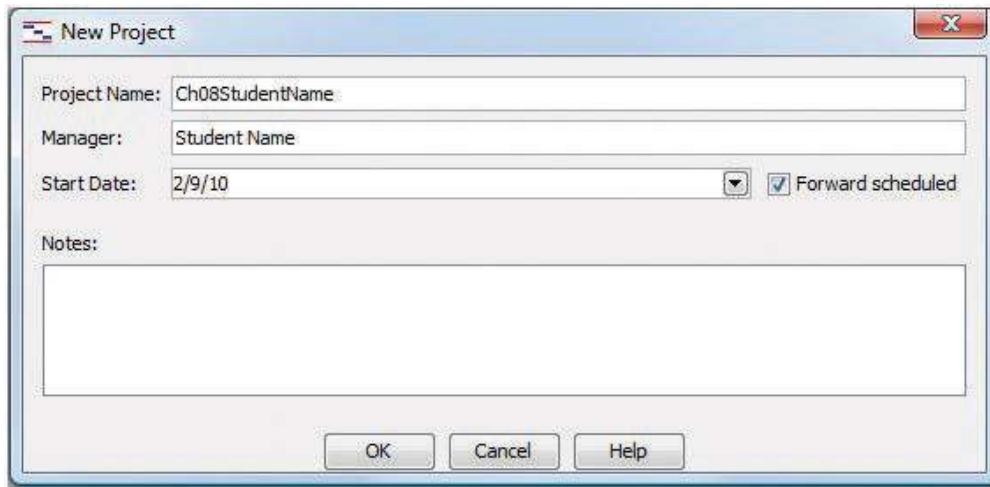 New Project
Project Name: Ch08StudentName
Manager: Student Name
Start Date: 2/9/10 Forward scheduled
Notes:
OK Cancel Help